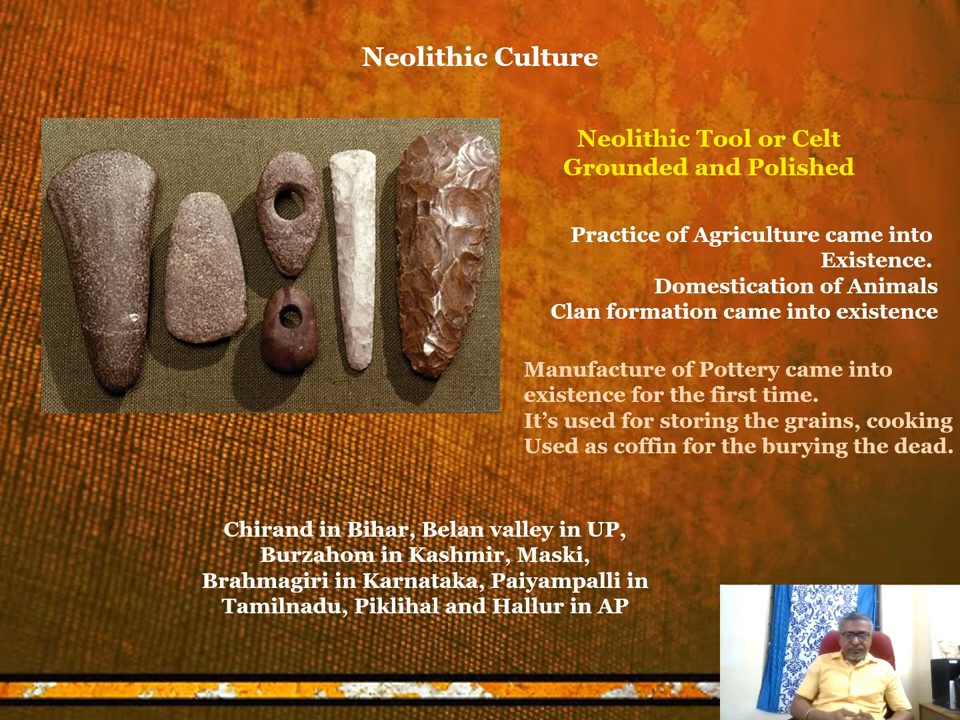 Neolithic Culture
Neolithic Tool or Celt
Grounded and Polished
Practice of Agriculture came into
Existence.
Domestication of Animals
Clan formation came into existence
Manufacture of Pottery came into
existence for the first time.
It’s used for storing the grains, cooking
Used as coffin for the burying the dead.
Chirand in Bihar, Belan valley in UP,
Burzahom in Kashmir, Maski,
Brahmagiri in Karnataka, Paiyampalli in
Tamilnadu, Piklihal and Hallur in AP